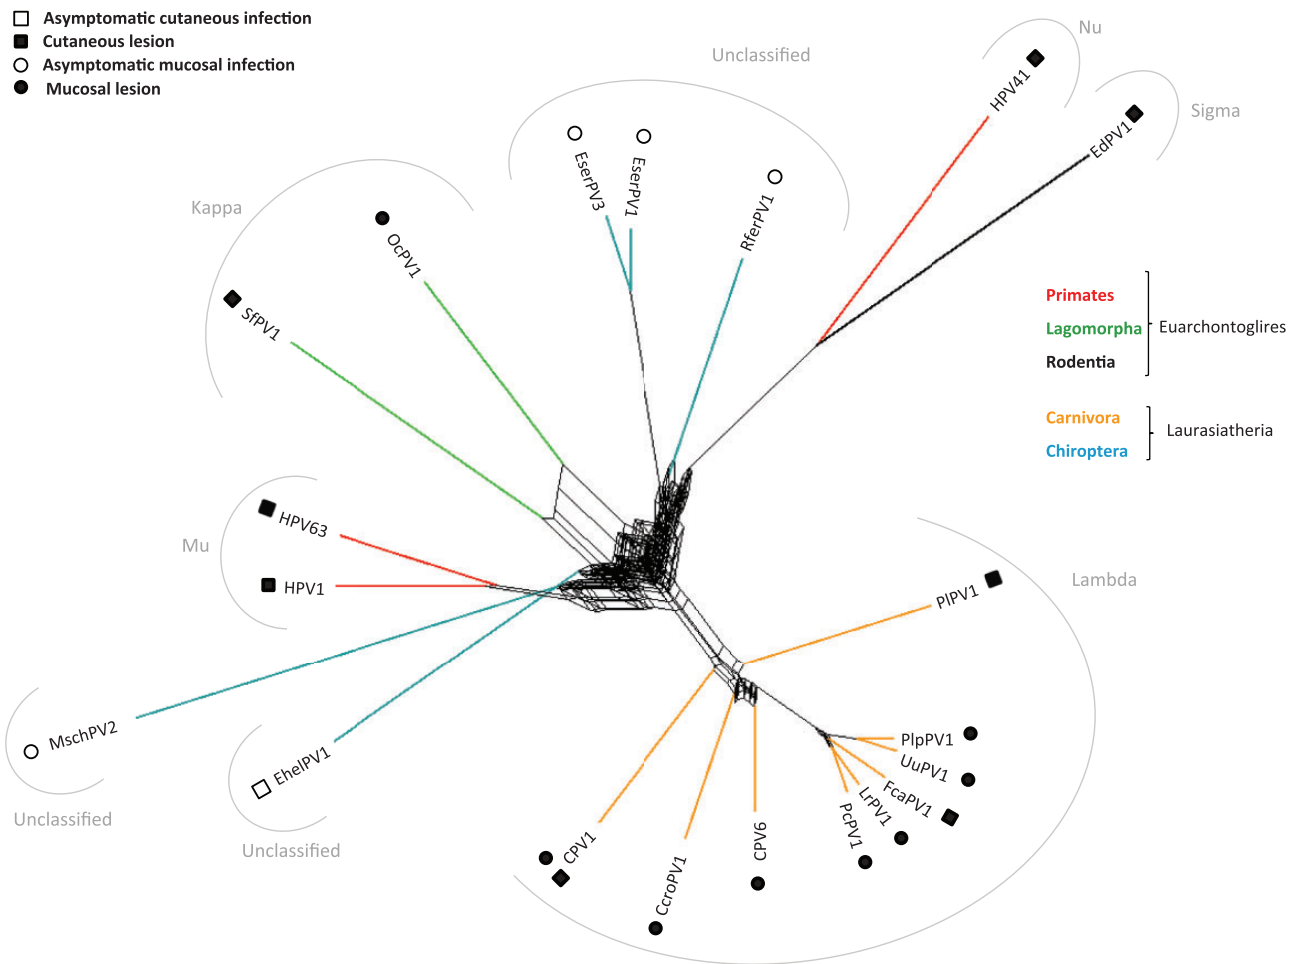 Asymptomatic cutaneous infection
Cutaneous lesion
Asymptomatic mucosal infection
Mucosal lesion
Unclassified
Nu
HPV41
Sigma
EdPV1
EserPV3
EserPV1
RferPV1
Kappa
OcPV1
SfPV1
Primates
Lagomorpha
Rodentia
Euarchontoglires
Carnivora
Chiroptera
Laurasiatheria
Mu
HPV63
HPV1
Lambda
PlPV1
MschPV2
Unclassified
EhelPV1
Unclassified
PlpPV1
UuPV1
FcaPV1
LrPV1
PcPV1
CPV6
CcroPV1
CPV1